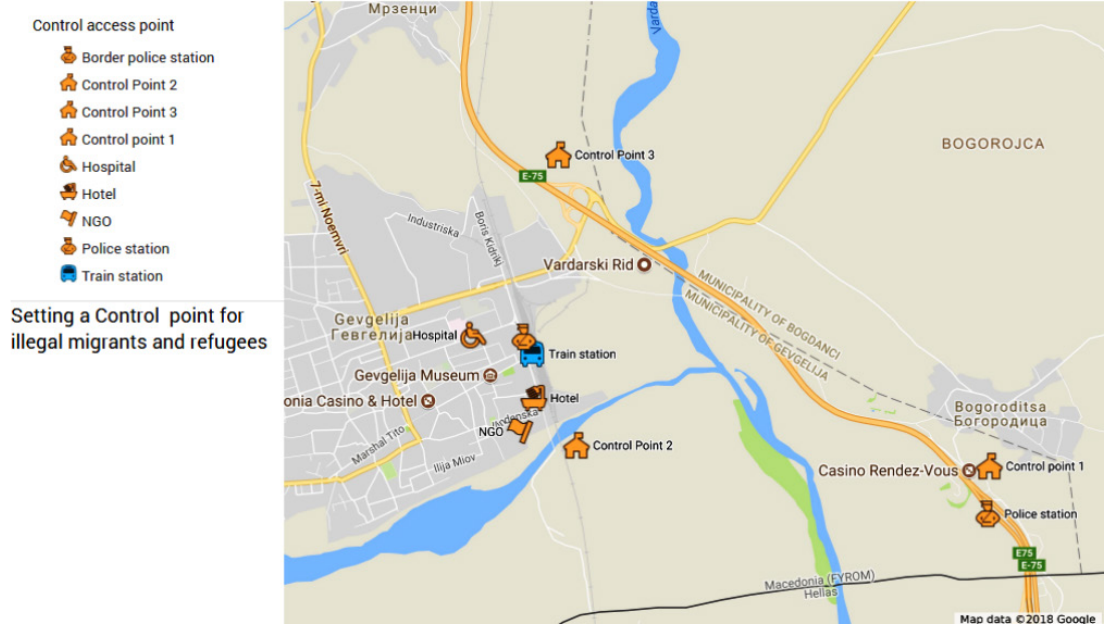 Control access point
Border police station
Control Point 2
Control Point 3
Control point 1
Hospital
Hotel
NGO
Police station
Train station
Setting a Control point for
illegal migrants and refugees
Мрзенци
Control Point 3
E-75
BOGOROJCA
7-mi Noemvri
Industriska
Boris Kidrikj
Vardarski Rid
MUNICIPALITY OF BOGDANCI
MUNICIPALITY OF GEVGELIJA
Gevgelija
Гевгелија
Hospital
Train station
Gevgelija Museum
onia Casino & Hotel
Hotel
NGO
Marshal Tito
Ilija Miov
Control Point 2
Bogoroditsa
Богородица
Casino Rendez-Vous
Control point 1
Police station
E75
E-75
Macedonia (FYROM)
Hellas
Map data ©2018 Google